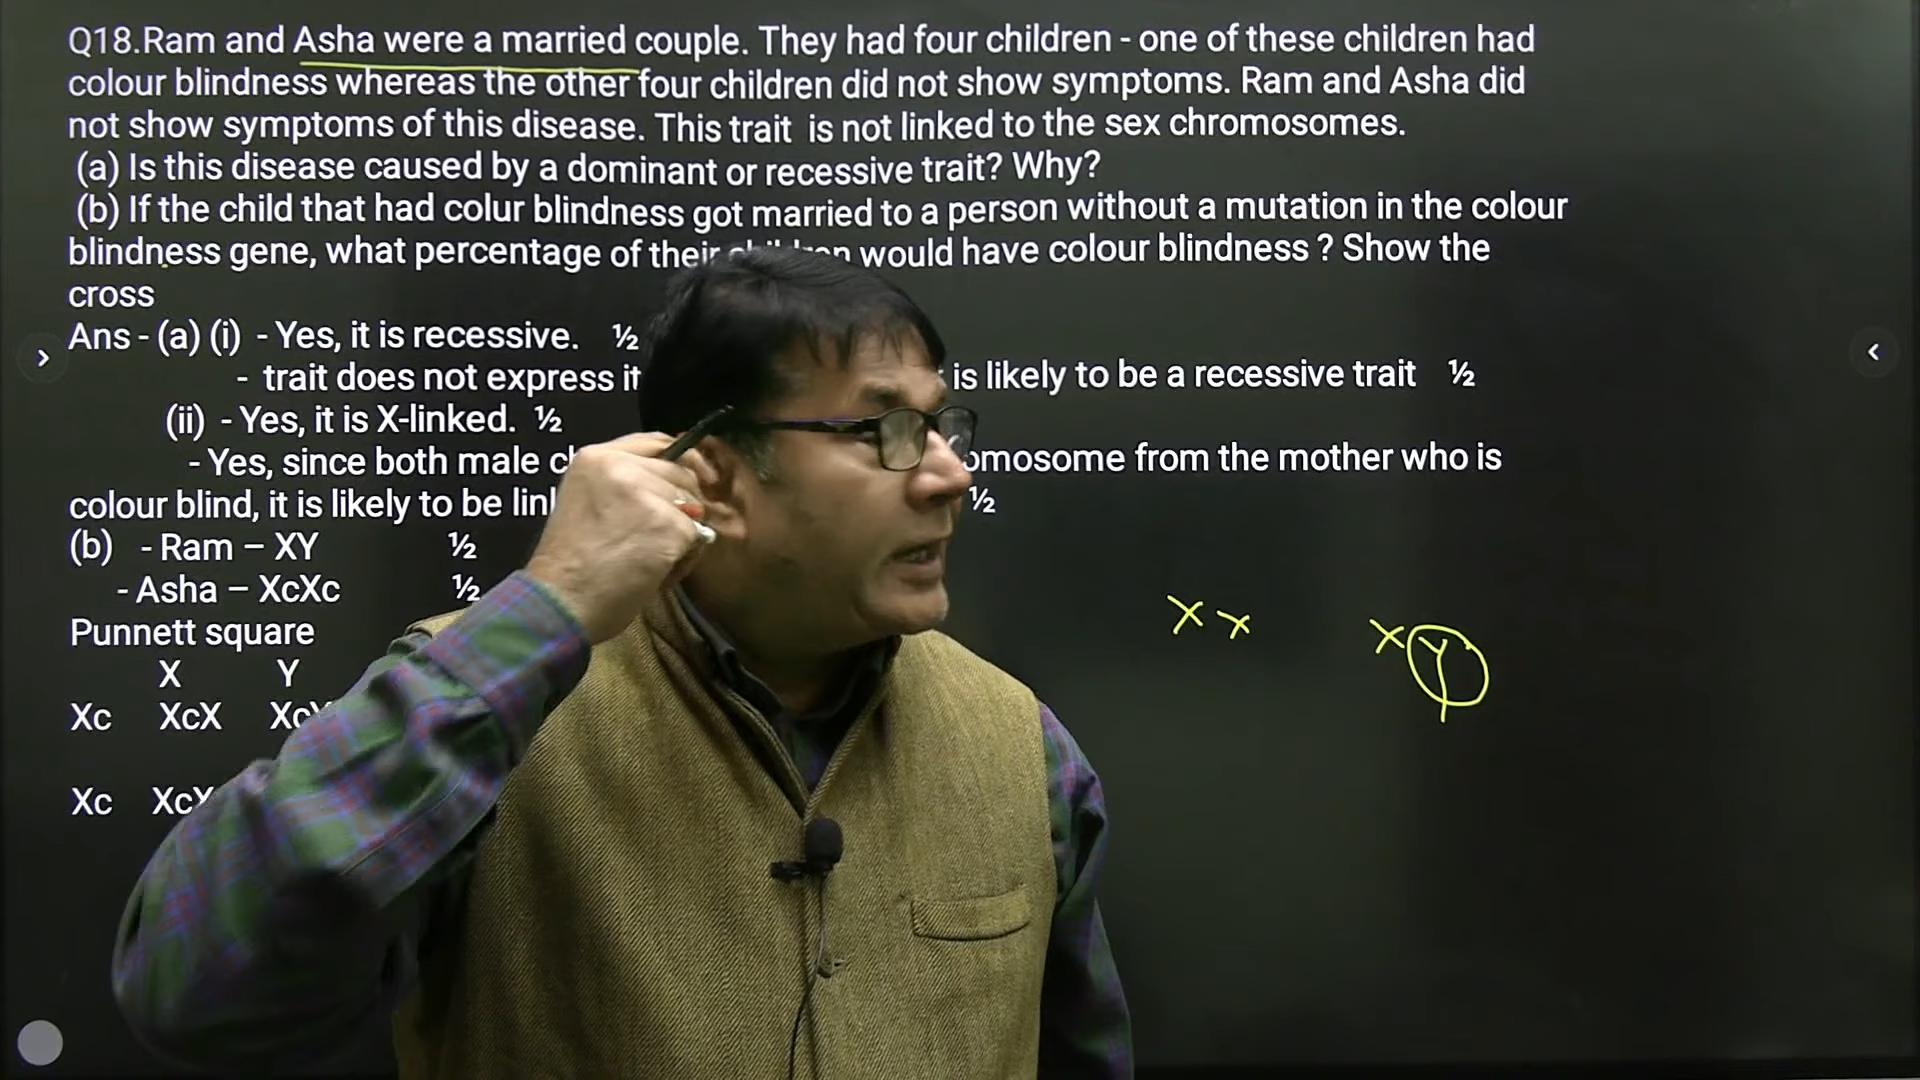 Q18.Ram and Asha were a married couple. They had four children - one of these children had
colour blindness whereas the other four children did not show symptoms. Ram and Asha did
not show symptoms of this disease. This trait is not linked to the sex chromosomes.
(a) Is this disease caused by a dominant or recessive trait? Why?
(b) If the child that had colur blindness got married to a person without a mutation in the colour
blindness gene, what percentage of their children would have colour blindness ? Show the
cross
Ans - (a) (i) - Yes, it is recessive. ½
- trait does not express it is likely to be a recessive trait ½
(ii) - Yes, it is X-linked. ½
- Yes, since both male from the mother who is
colour blind, it is likely to be ½
(b) - Ram – XY ½
- Asha – XcXc ½
Punnett square
X Y
Xc XcX XcY
Xc
X X X Y